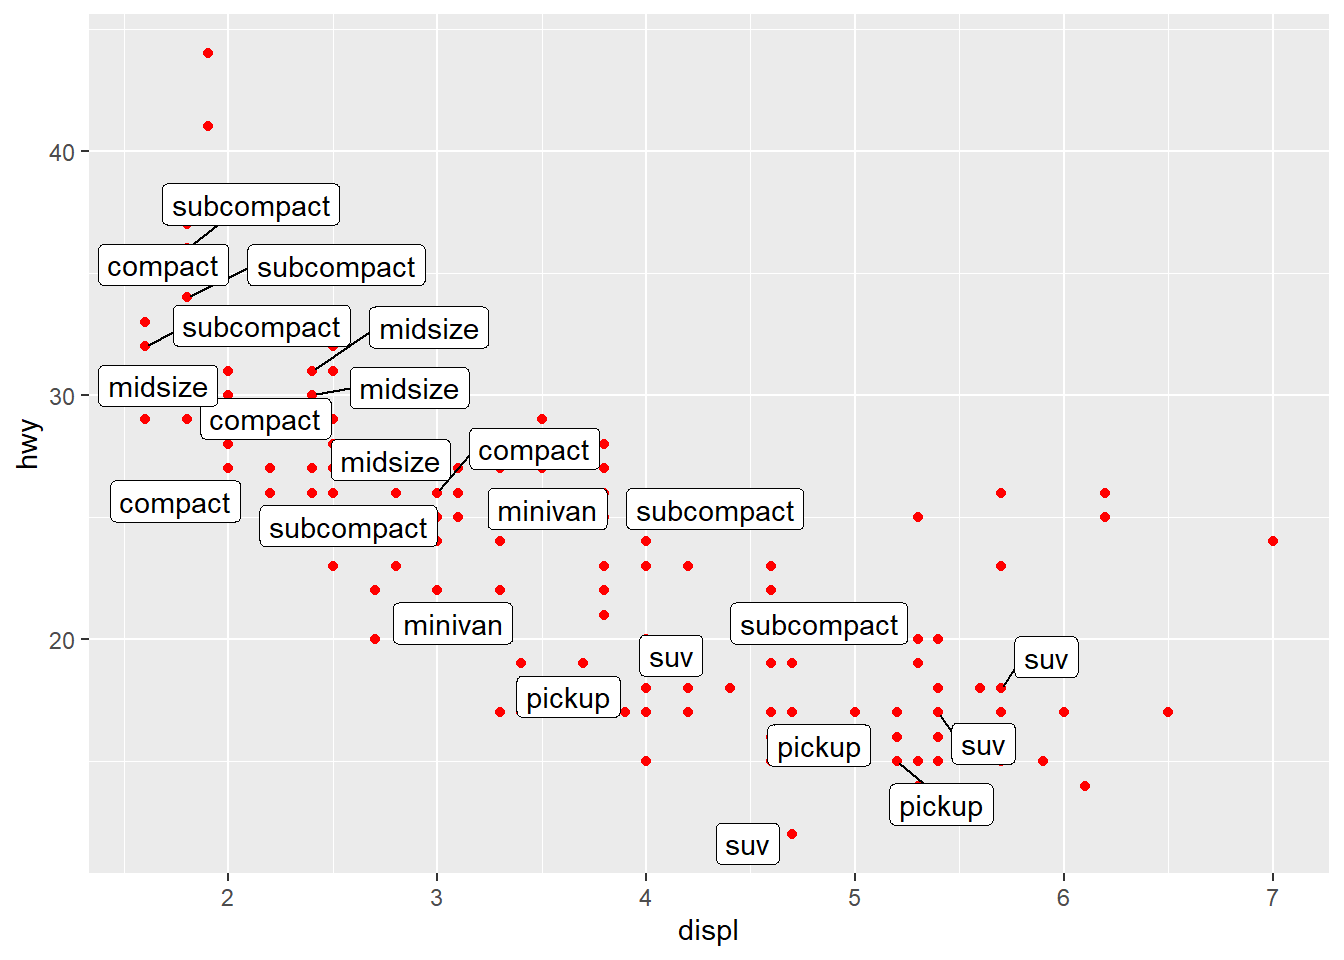 40
subcompact
compact
subcompact
subcompact
midsize
midsize
midsize
30
compact
midsize
compact
hwy
compact
minivan
subcompact
subcompact
minivan
subcompact
20
suv
suv
pickup
pickup
suv
pickup
suv
2 3 4 5 6 7
displ